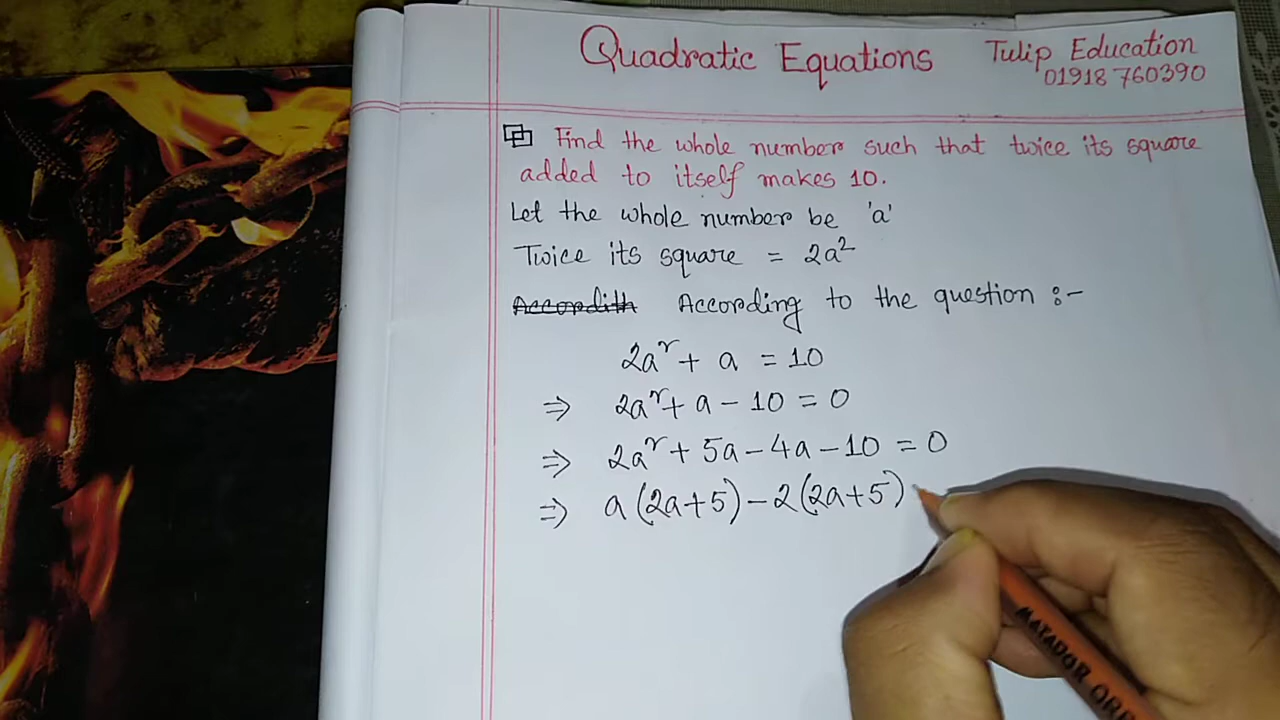 Quadratic Equations Tulip Education
01918 760390
Find the whole number such that twice its square
added to itself makes 10.
Let the whole number be 'a'
Twice its square = 2a²
According to the question :-
2aʳ + a = 10
⇒ 2aʳ + a - 10 = 0
⇒ 2aʳ + 5a - 4a - 10 = 0
⇒ a(2a+5) - 2(2a+5)
MATADOR ORB